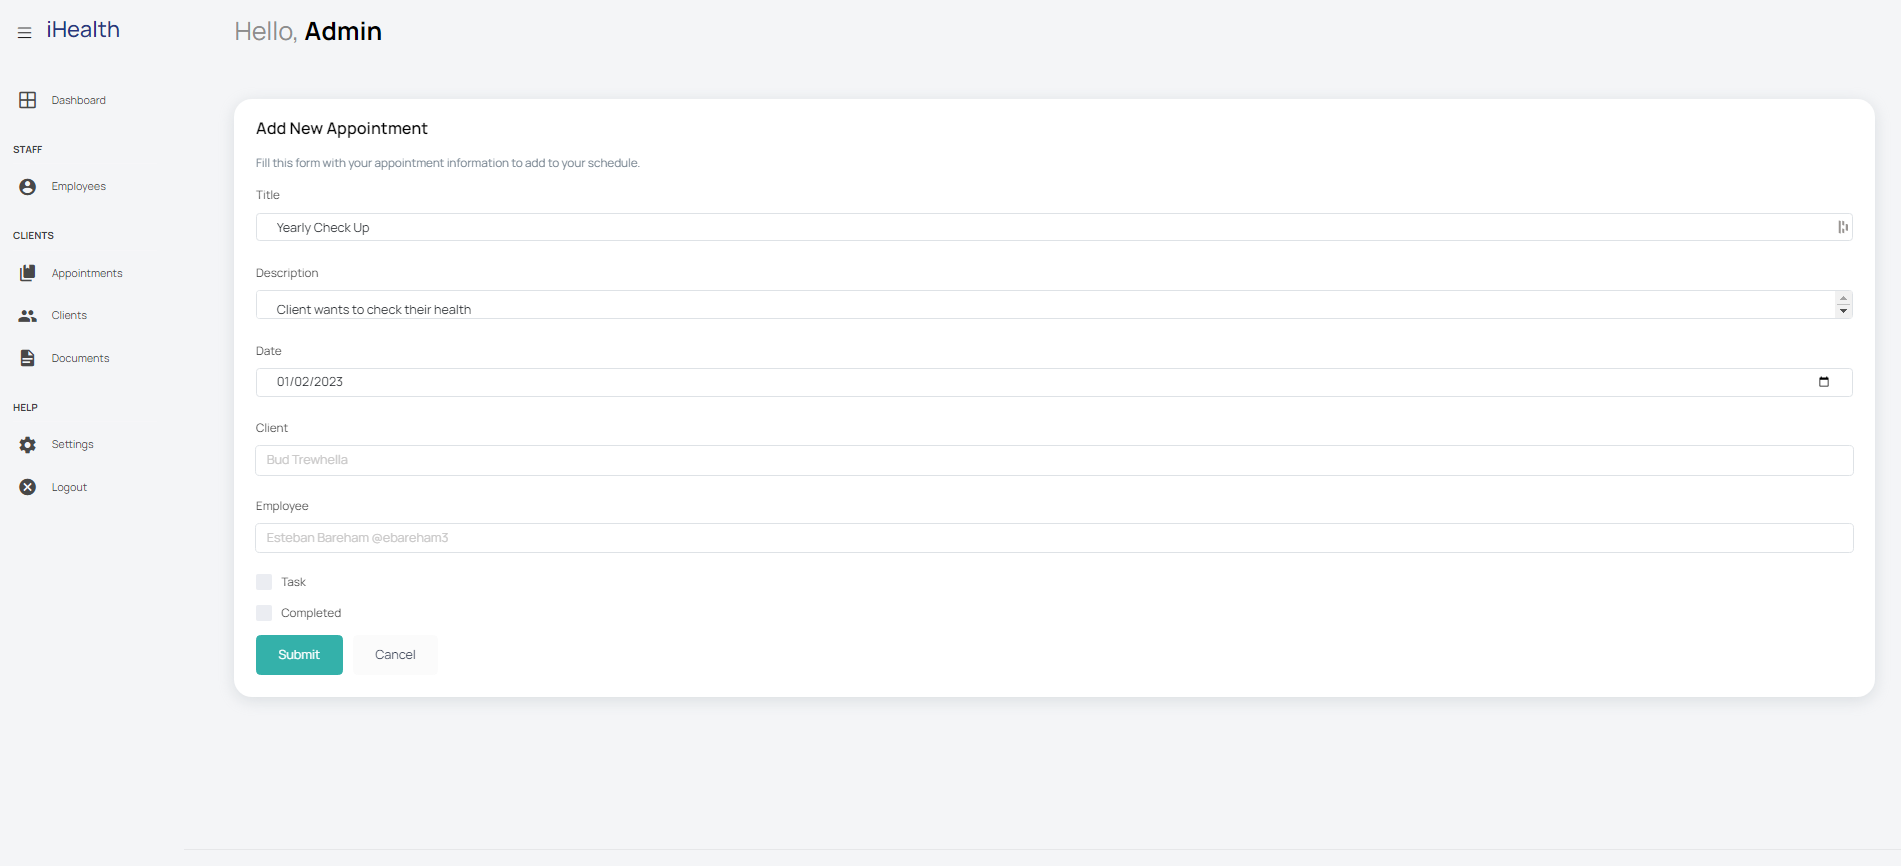 iHealth
Hello, Admin
Dashboard
STAFF
Employees
CLIENTS
Appointments
Clients
Documents
HELP
Settings
Logout
Add New Appointment
Fill this form with your appointment information to add to your schedule.
Title
Yearly Check Up
Description
Client wants to check their health
Date
01/02/2023
Client
Bud Trewhella
Employee
Esteban Bareham @ebareham3
Task
Completed
Submit Cancel